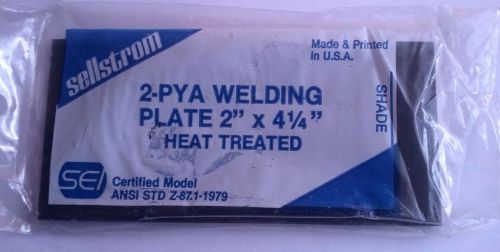 sellstrom
Made & Printed
In U.S.A.
2-PYA WELDING
PLATE 2" x 4¼"
HEAT TREATED
SHADE
SEI
Certified Model
ANSI STD Z-87.1-1979